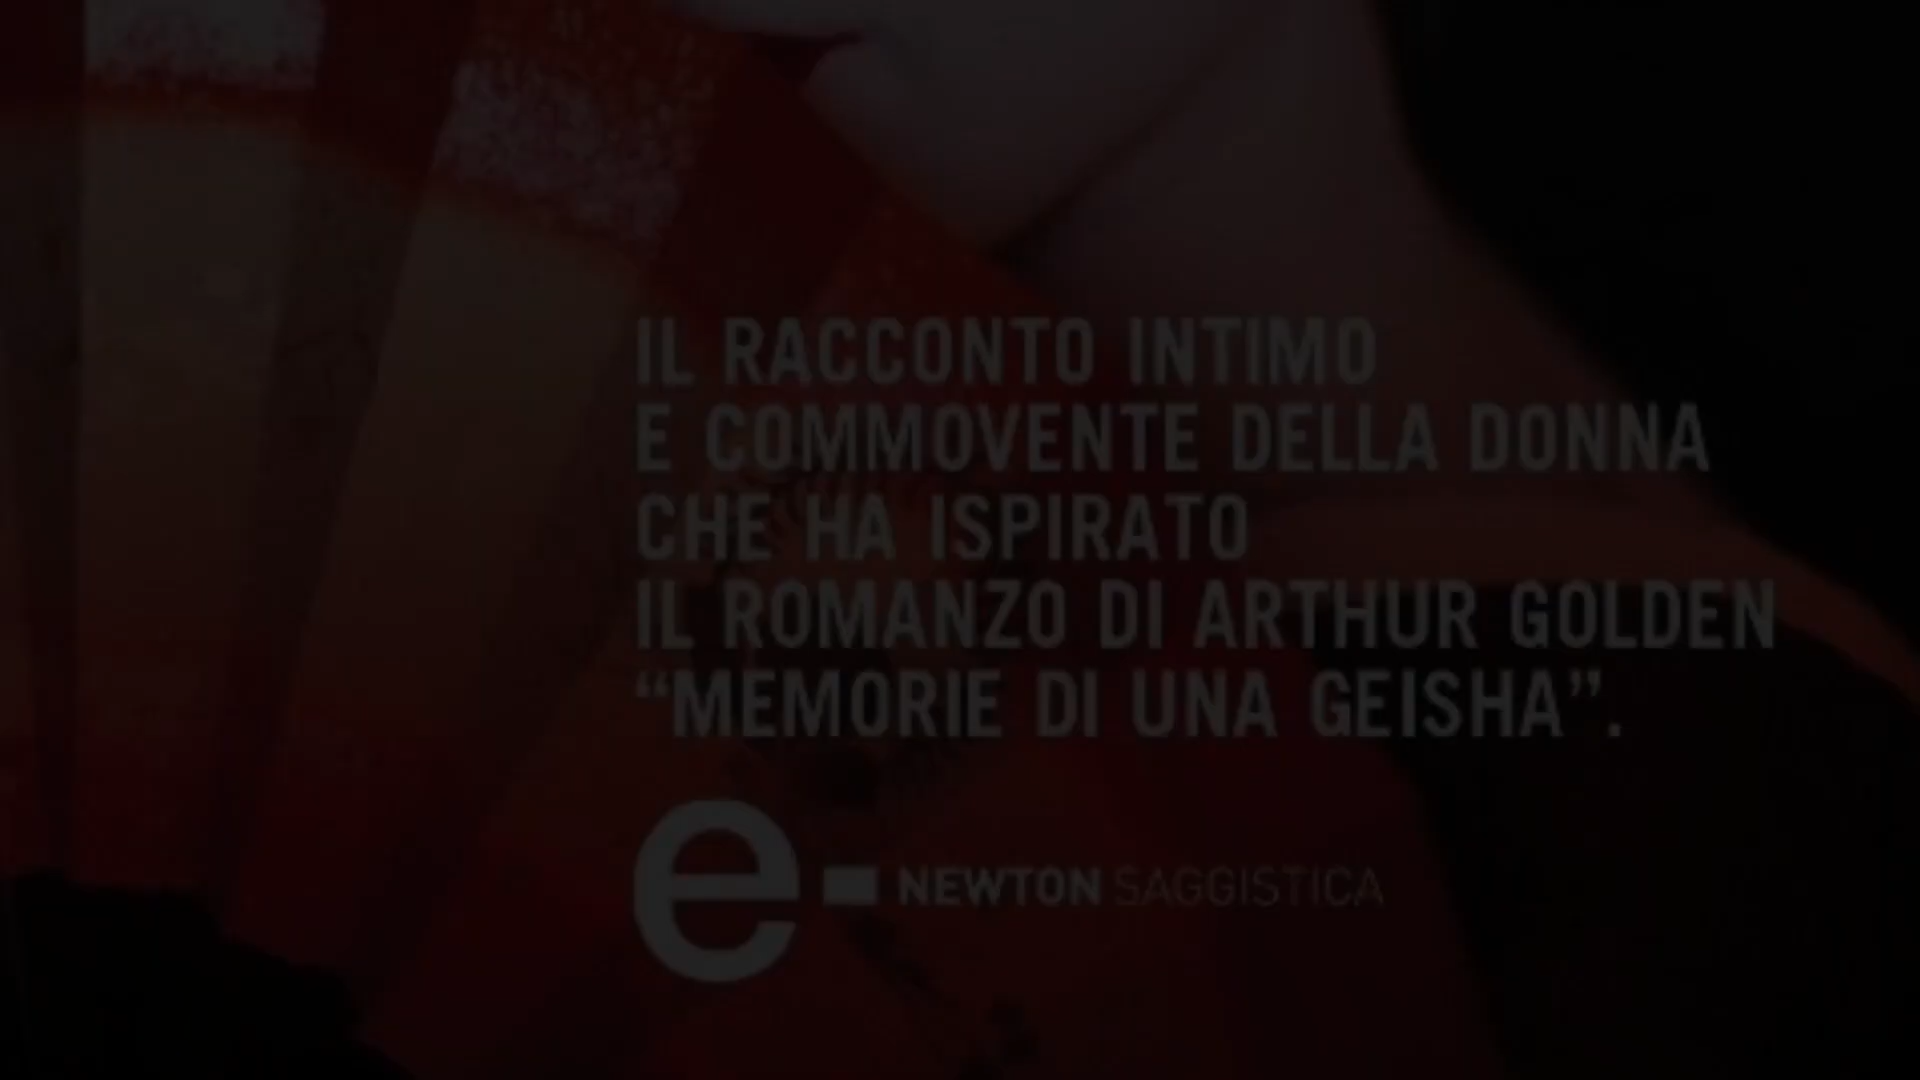 IL RACCONTO INTIMO
E COMMOVENTE DELLA DONNA
CHE HA ISPIRATO
IL ROMANZO DI ARTHUR GOLDEN
“MEMORIE DI UNA GEISHA”.
e-NEWTON SAGGISTICA